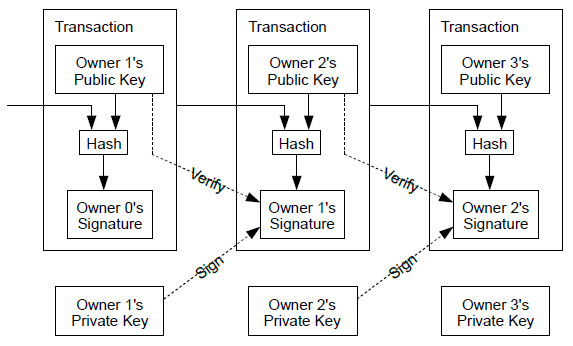 Transaction
Owner 1's
Public Key
Hash
Owner 0's
Signature
Transaction
Owner 2's
Public Key
Hash
Owner 1's
Signature
Transaction
Owner 3's
Public Key
Hash
Owner 2's
Signature
Verify
Verify
Sign
Sign
Owner 1's
Private Key
Owner 2's
Private Key
Owner 3's
Private Key